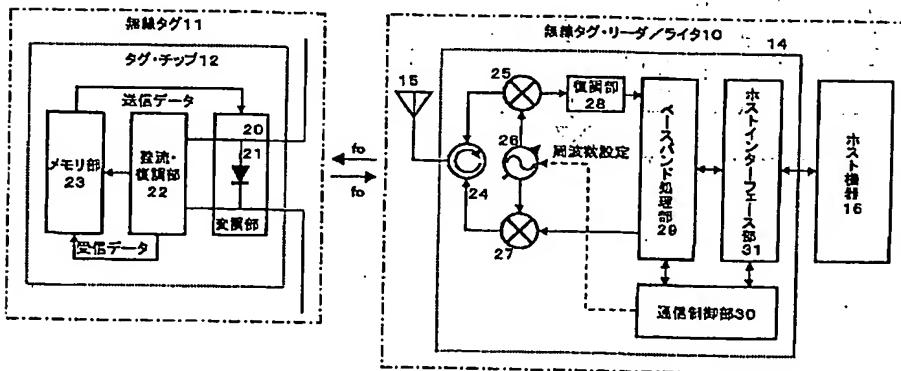 無線タグ11
タグ・チップ12
送信データ
20
21
メモリ部
23
整流・
復調部
22
変調部
受信データ
fo
fo
無線タグ・リーダ/ライタ10
14
15
25
復調部
28
26
周波数設定
24
27
ベースバンド処理部
29
ホストインターフェース部
31
ホスト機器
16
通信制御部30